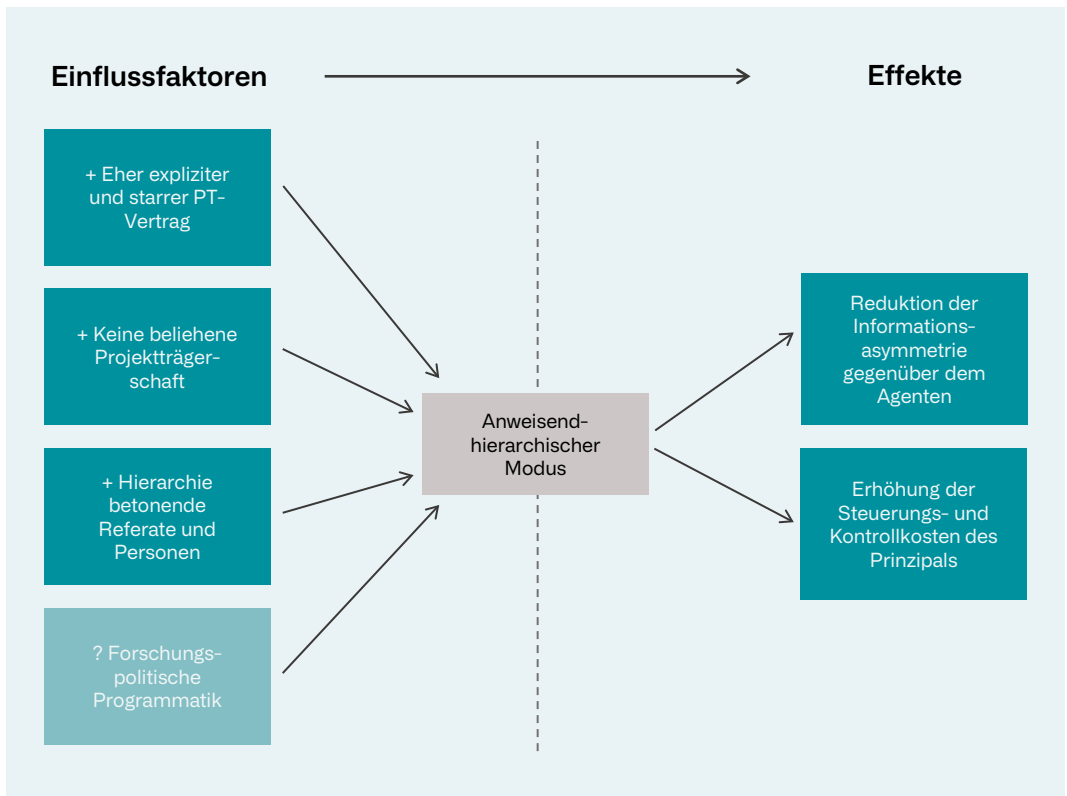 Einflussfaktoren
Effekte
+ Eher expliziter
und starrer PT-
Vertrag
+ Keine beliehene
Projektträger-
schaft
+ Hierarchie
betonende
Referate und
Personen
? Forschungs-
politische
Programmatik
Anweisend-
hierarchischer
Modus
Reduktion der
Informations-
asymmetrie
gegenüber dem
Agenten
Erhöhung der
Steuerungs- und
Kontrollkosten des
Prinzipals